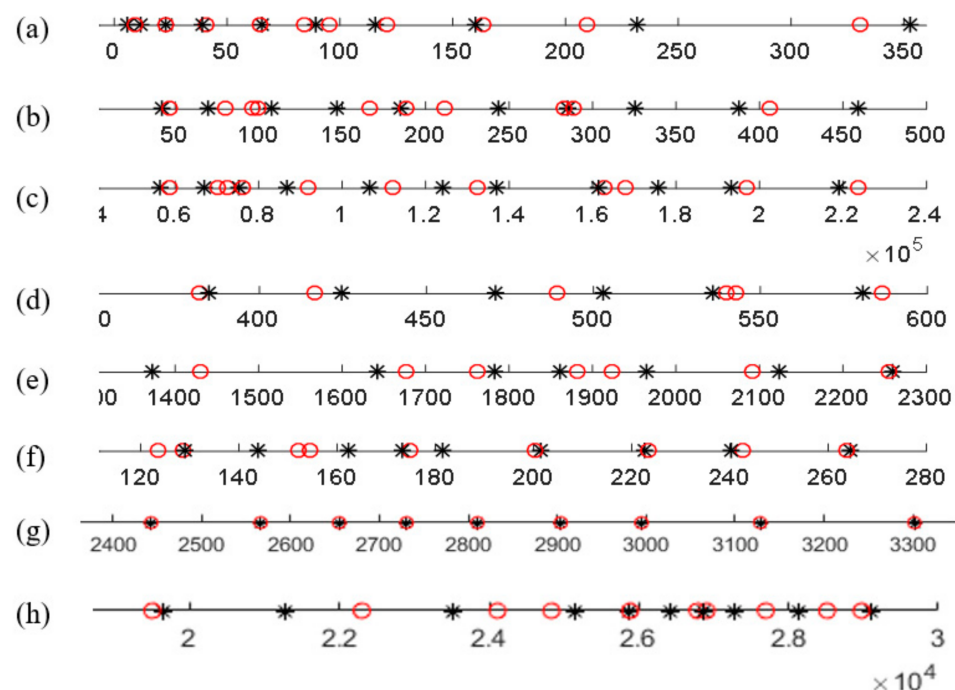 (a)
0 50 100 150 200 250 300 350
(b)
50 100 150 200 250 300 350 400 450 500
(c)
4 0.6 0.8 1 1.2 1.4 1.6 1.8 2 2.2 2.4
× 10⁵
(d)
0 400 450 500 550 600
(e)
00 1400 1500 1600 1700 1800 1900 2000 2100 2200 2300
(f)
120 140 160 180 200 220 240 260 280
(g)
2400 2500 2600 2700 2800 2900 3000 3100 3200 3300
(h)
2 2.2 2.4 2.6 2.8 3
× 10⁴